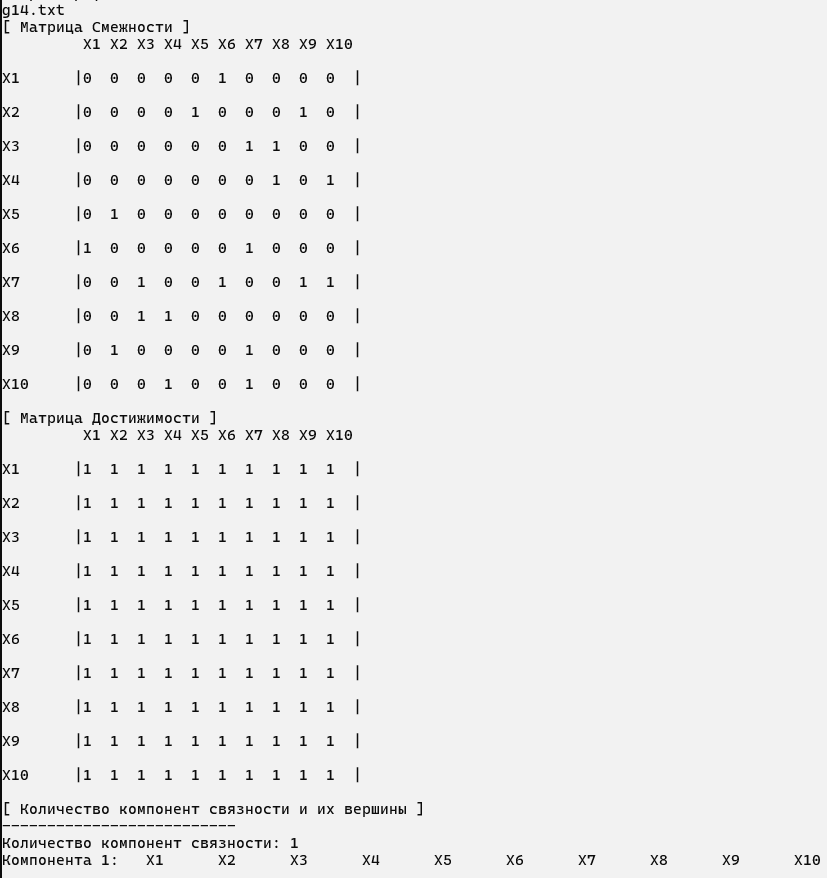 g14.txt
[ Матрица Смежности ]
X1 X2 X3 X4 X5 X6 X7 X8 X9 X10
X1 |0 0 0 0 0 1 0 0 0 0 |
X2 |0 0 0 0 1 0 0 0 1 0 |
X3 |0 0 0 0 0 0 1 1 0 0 |
X4 |0 0 0 0 0 0 0 1 0 1 |
X5 |0 1 0 0 0 0 0 0 0 0 |
X6 |1 0 0 0 0 0 1 0 0 0 |
X7 |0 0 1 0 0 1 0 0 1 1 |
X8 |0 0 1 1 0 0 0 0 0 0 |
X9 |0 1 0 0 0 0 1 0 0 0 |
X10 |0 0 0 1 0 0 1 0 0 0 |
[ Матрица Достижимости ]
X1 X2 X3 X4 X5 X6 X7 X8 X9 X10
X1 |1 1 1 1 1 1 1 1 1 1 |
X2 |1 1 1 1 1 1 1 1 1 1 |
X3 |1 1 1 1 1 1 1 1 1 1 |
X4 |1 1 1 1 1 1 1 1 1 1 |
X5 |1 1 1 1 1 1 1 1 1 1 |
X6 |1 1 1 1 1 1 1 1 1 1 |
X7 |1 1 1 1 1 1 1 1 1 1 |
X8 |1 1 1 1 1 1 1 1 1 1 |
X9 |1 1 1 1 1 1 1 1 1 1 |
X10 |1 1 1 1 1 1 1 1 1 1 |
[ Количество компонент связности и их вершины ]
--------------------------
Количество компонент связности: 1
Компонента 1: X1 X2 X3 X4 X5 X6 X7 X8 X9 X10